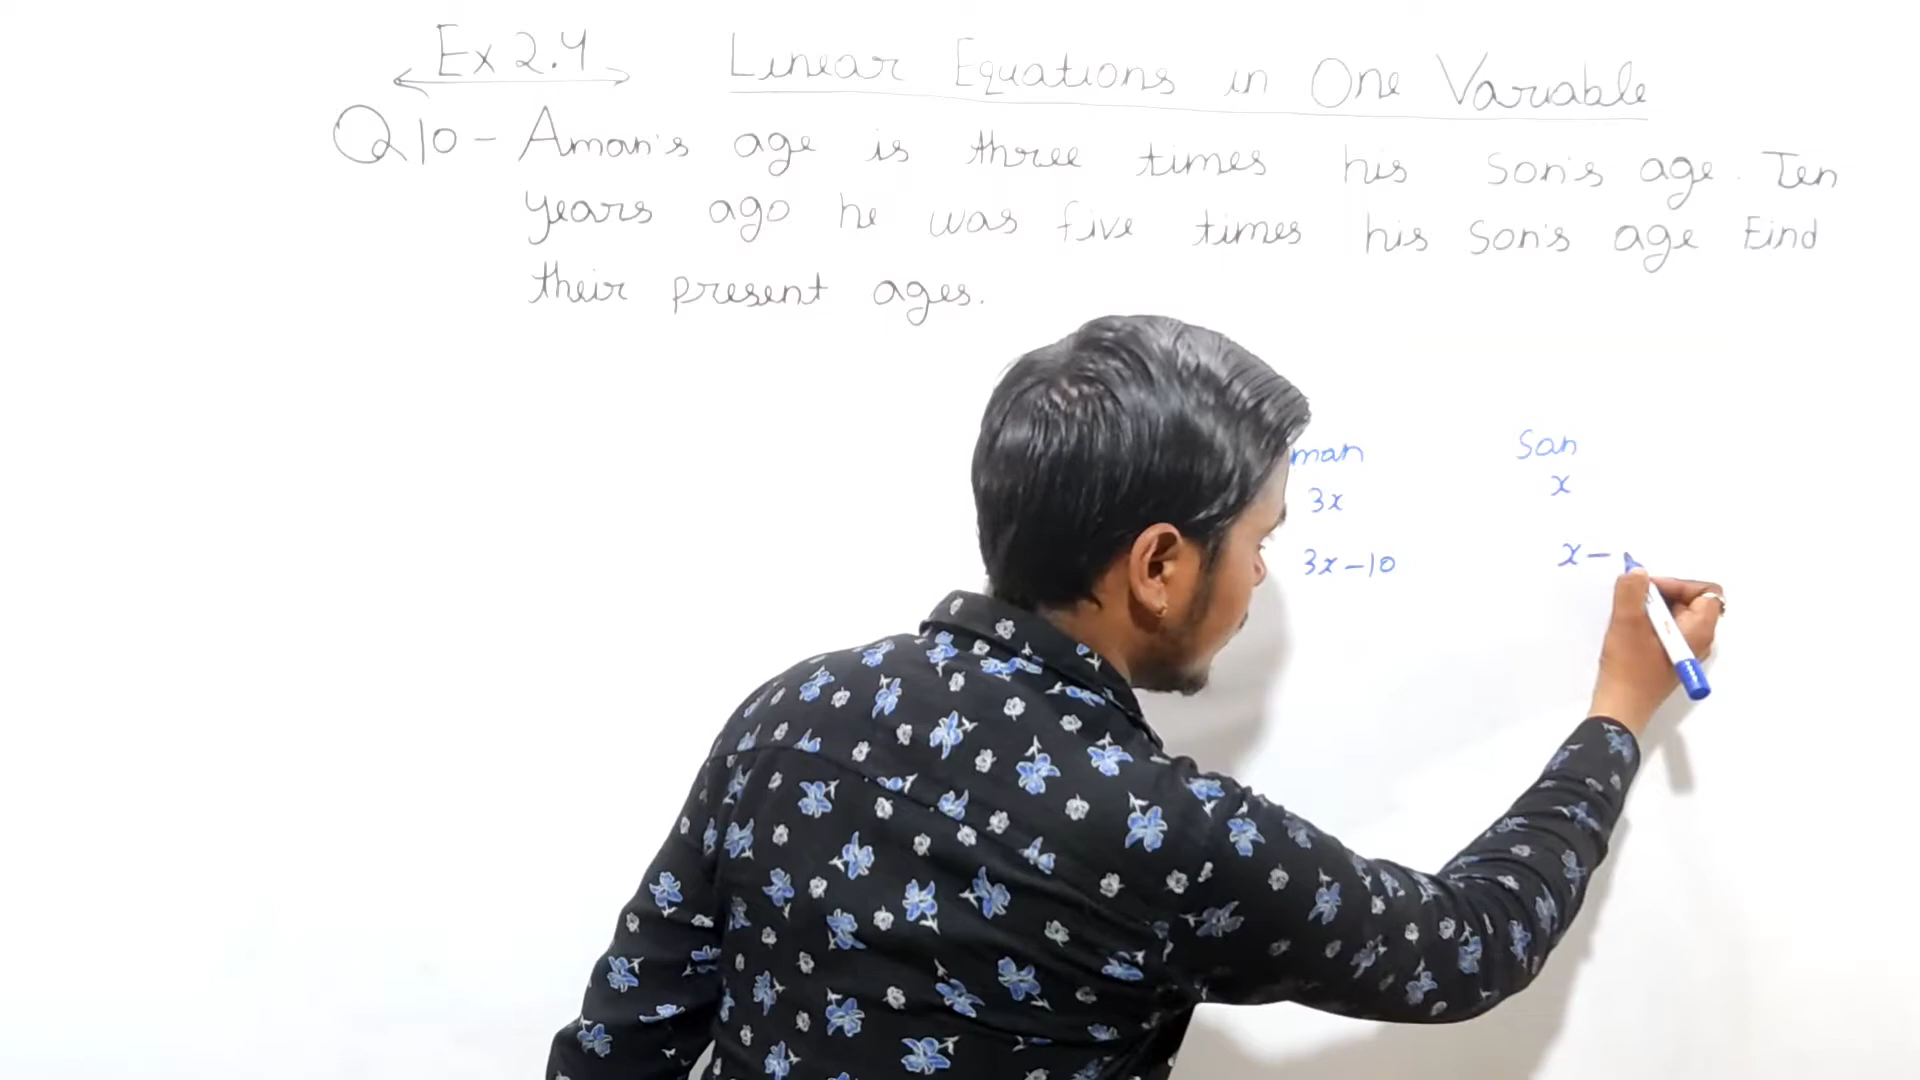 Ex 2.4 Linear Equations in One Variable
Q10 - Aman's age is three times his son's age. Ten
years ago he was five times his son's age Find
their present ages.
man San
3x x
3x-10 x-